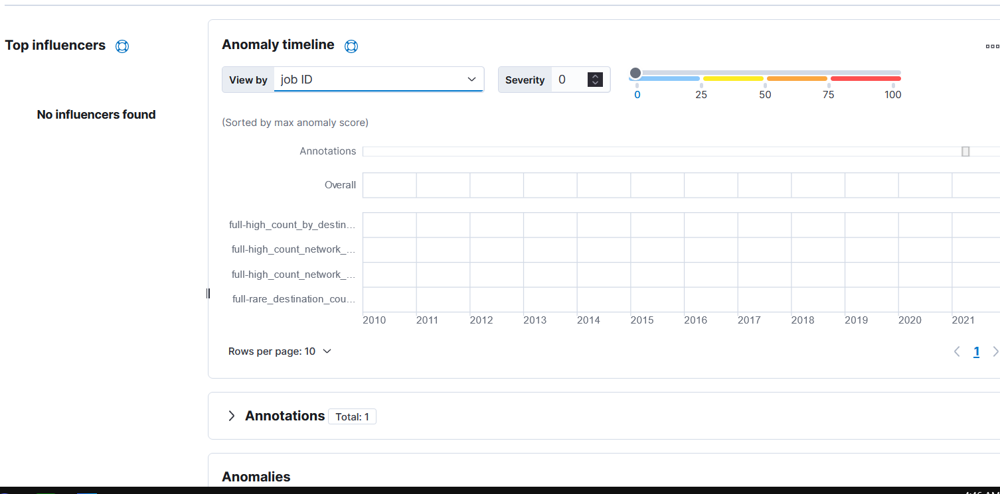 Top influencers
No influencers found
Anomaly timeline
View by job ID
Severity 0
0 25 50 75 100
(Sorted by max anomaly score)
Annotations
Overall
full-high_count_by_destin...
full-high_count_network_...
full-high_count_network_...
full-rare_destination_cou...
2010 2011 2012 2013 2014 2015 2016 2017 2018 2019 2020 2021
Rows per page: 10
1
Annotations Total: 1
Anomalies